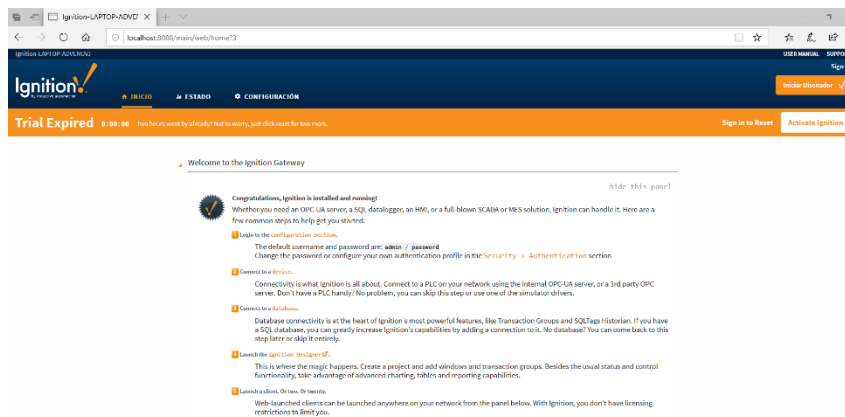 Ignition-LAPTOP-ADVE
localhost:8088/main/web/home?3
Ignition-LAPTOP-ADVENOV3
USER MANUAL SUPPO
Sign
Ignition!
by inductive automation
INICIO ESTADO CONFIGURACIÓN
Iniciar Disenador
Trial Expired 0:00:00 Two hours went by already? Not to worry, just click reset for two more.
Sign in to Reset Activate Ignition
Welcome to the Ignition Gateway
hide this panel
Congratulations, Ignition is installed and running!
Whether you need an OPC-UA server, a SQL datalogger, an HMI, or a full-blown SCADA or MES solution, Ignition can handle it. Here are a
few common steps to help get you started:
1 Login to the configuration section.
The default username and password are: admin / password
Change the password or configure your own authentication profile in the Security > Authentication section
2 Connect to a device.
Connectivity is what Ignition is all about. Connect to a PLC on your network using the internal OPC-UA server, or a 3rd party OPC
server. Don't have a PLC handy? No problem, you can skip this step or use one of the simulator drivers.
3 Connect to a database.
Database connectivity is at the heart of Ignition's most powerful features, like Transaction Groups and SQLTags Historian. If you have
a SQL database, you can greatly increase Ignition's capabilities by adding a connection to it. No database? You can come back to this
step later or skip it entirely.
4 Launch the Ignition Designer.
This is where the magic happens. Create a project and add windows and transaction groups. Besides the usual status and control
functionality, take advantage of advanced charting, tables and reporting capabilities.
5 Launch a client. Or two. Or twenty.
Web-launched clients can be launched anywhere on your network from the panel below. With Ignition, you don't have licensing
restrictions to limit you.